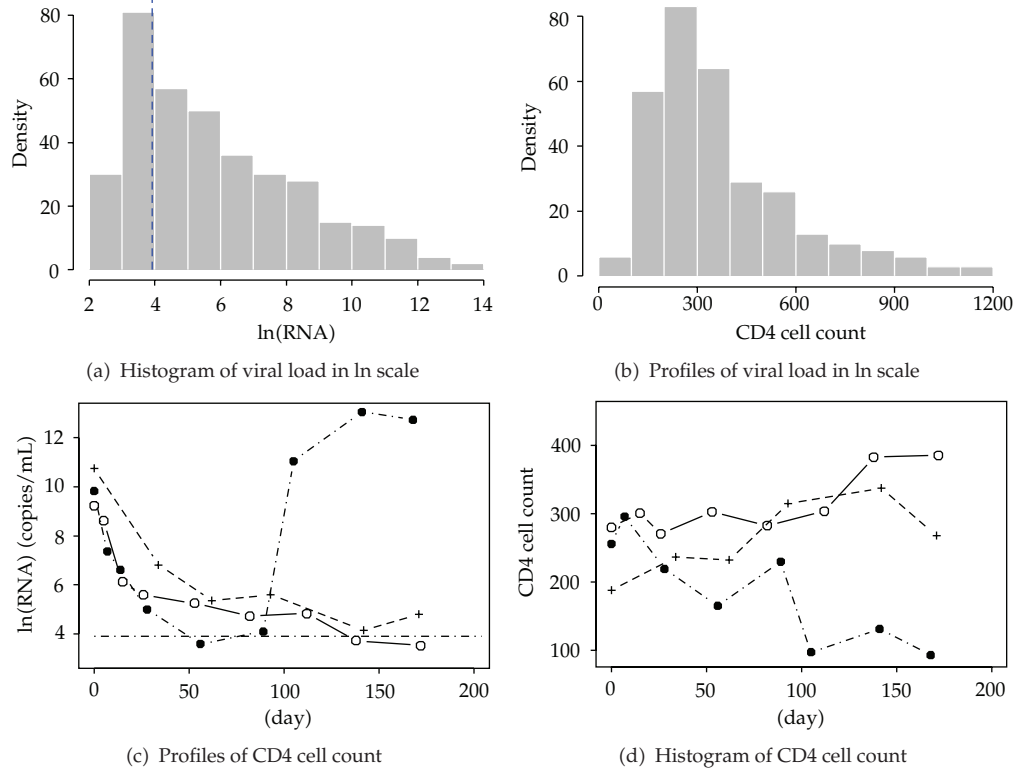 80
60
40
20
0
Density
2 4 6 8 10 12 14
ln(RNA)
(a) Histogram of viral load in ln scale
80
60
40
20
0
Density
0 300 600 900 1200
CD4 cell count
(b) Profiles of viral load in ln scale
12
10
8
6
4
ln(RNA) (copies/mL)
0 50 100 150 200
(day)
(c) Profiles of CD4 cell count
400
300
200
100
CD4 cell count
0 50 100 150 200
(day)
(d) Histogram of CD4 cell count